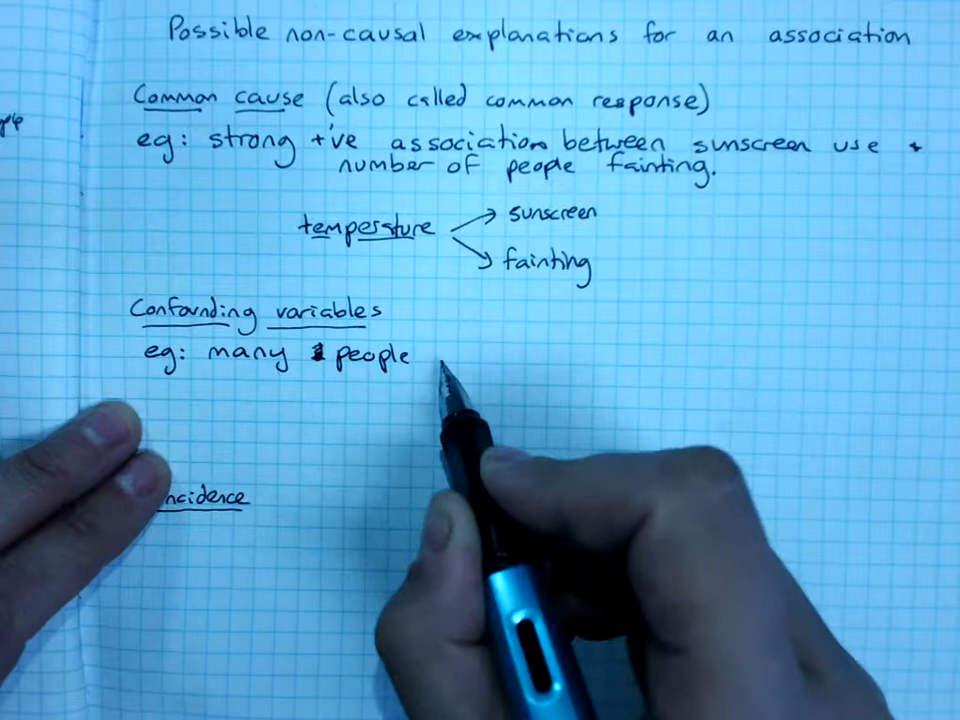 Possible non-causal explanations for an association
Common cause (also called common response)
eg: strong +'ve association between sunscreen use +
number of people fainting.
temperature
sunscreen
fainting
Confounding variables
eg: many people
ncidence